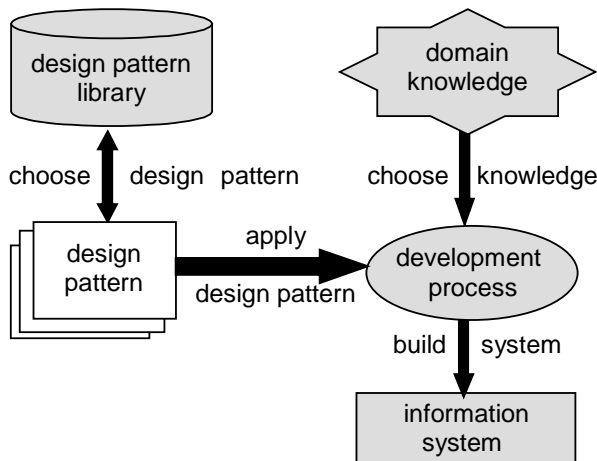 design pattern
library
domain
knowledge
choose design pattern
choose knowledge
design
pattern
apply
design pattern
development
process
build system
information
system